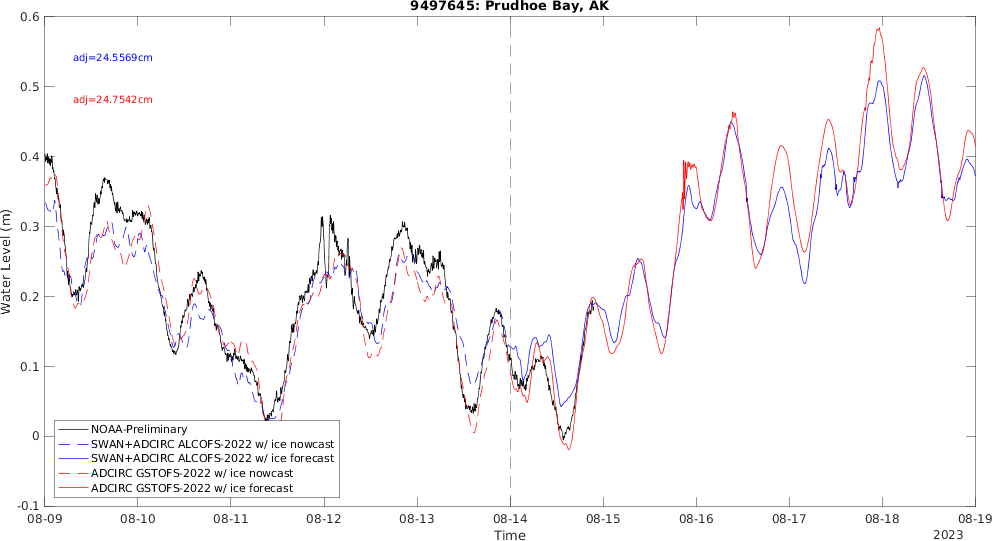 9497645: Prudhoe Bay, AK
adj=24.5569cm
adj=24.7542cm
Water Level (m)
0.6
0.5
0.4
0.3
0.2
0.1
0
-0.1
NOAA-Preliminary
SWAN+ADCIRC ALCOFS-2022 w/ ice nowcast
SWAN+ADCIRC ALCOFS-2022 w/ ice forecast
ADCIRC GSTOFS-2022 w/ ice nowcast
ADCIRC GSTOFS-2022 w/ ice forecast
08-09 08-10 08-11 08-12 08-13 08-14 08-15 08-16 08-17 08-18 08-19
Time
2023